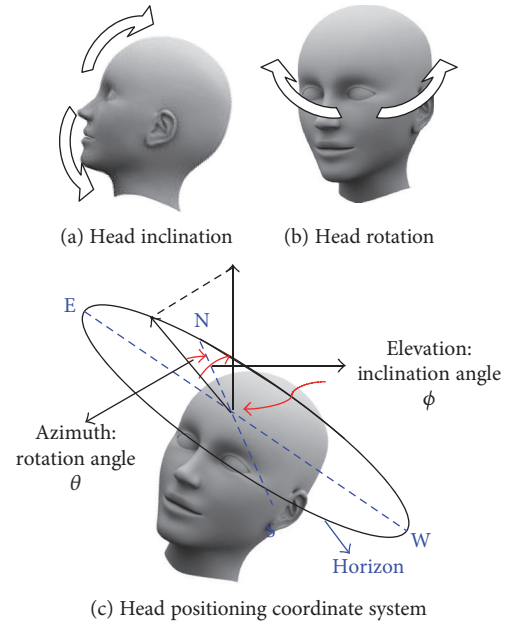 (a) Head inclination
(b) Head rotation
E
N
Elevation:
inclination angle
ϕ
Azimuth:
rotation angle
θ
S
W
Horizon
(c) Head positioning coordinate system